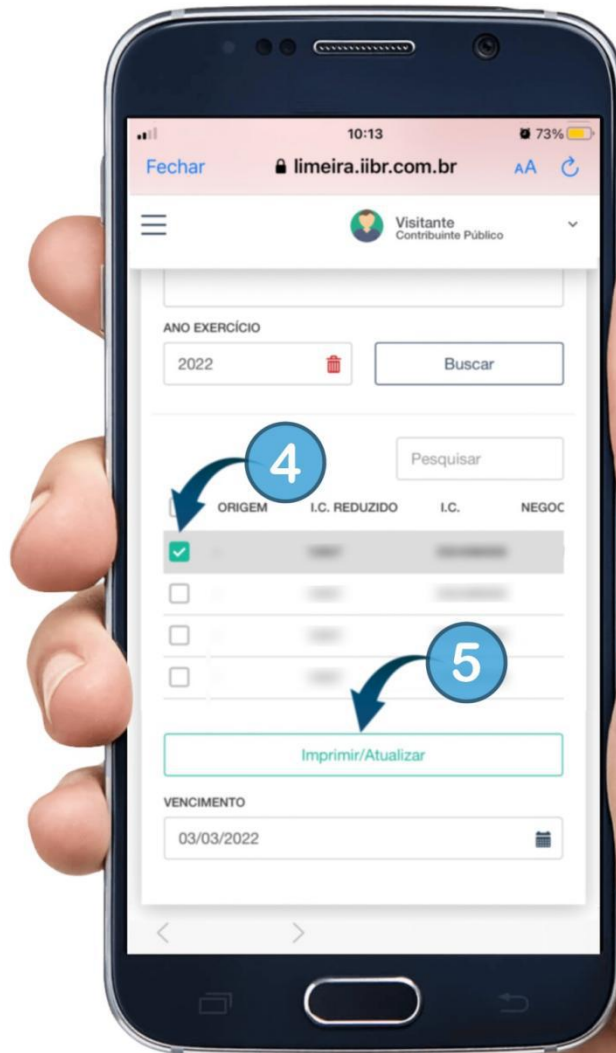 10:13
73%
Fechar
limeira.iibr.com.br
AA
Visitante
Contribuinte Público
ANO EXERCÍCIO
2022
Buscar
4
Pesquisar
ORIGEM I.C. REDUZIDO I.C. NEGOC
5
Imprimir/Atualizar
VENCIMENTO
03/03/2022